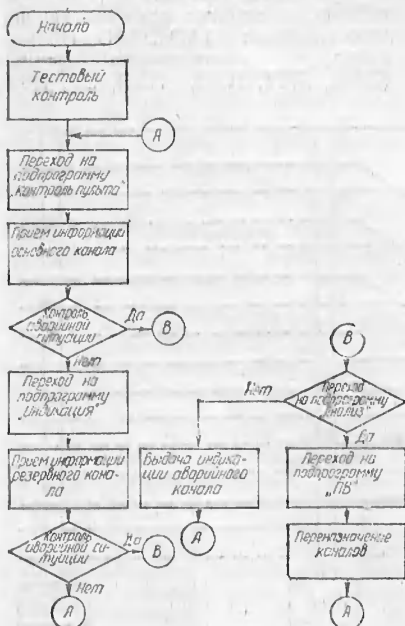 Начало
Тестовый
контроль
А
Переход на
подпрограмму
"контроль пульта"
Прием информации
основного канала
Контроль
аварийной
ситуации
Да
В
Нет
Переход на
подпрограмму
"Индикация"
Прием информации
резервного кана-
ла
Контроль
аварийной си-
туации
Да
В
Нет
А
В
Переход
на подпрограмму
"Анализ"
Нет
Да
Выдача индика-
ции аварийного
канала
А
Переход на
подпрограмму
„ПБ"
Переназначение
каналов
А